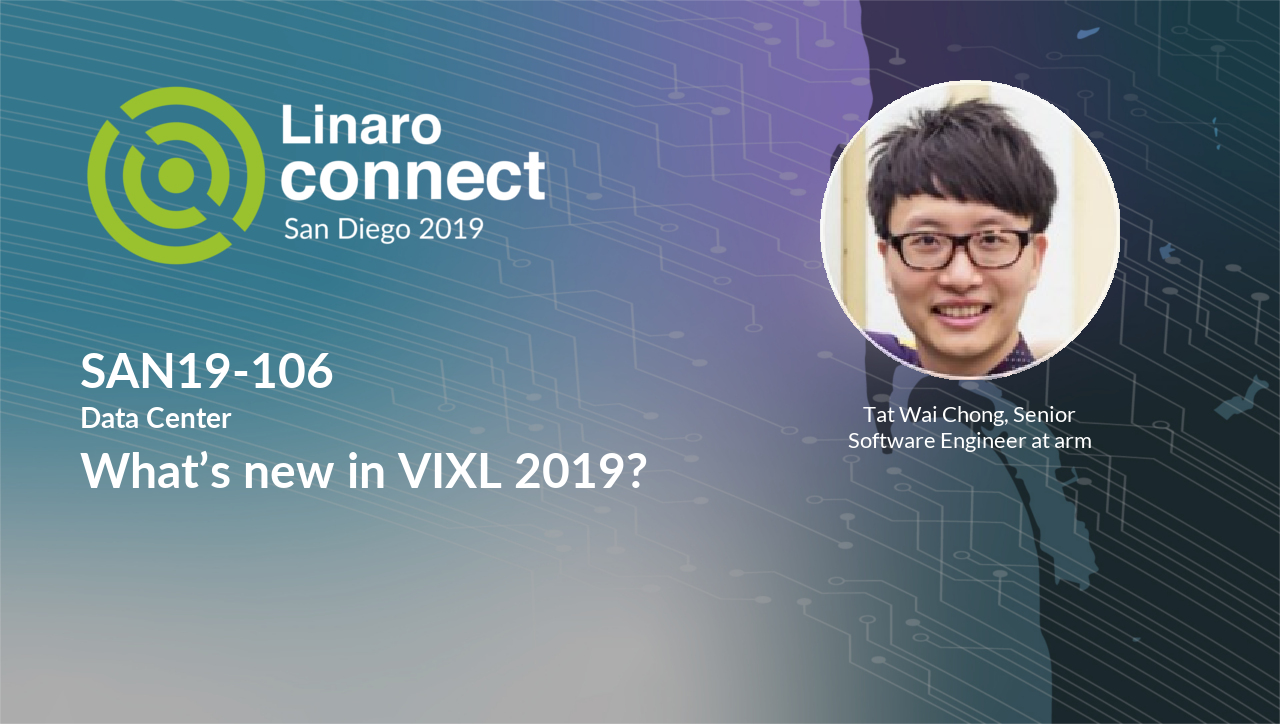 Linaro
connect
San Diego 2019
SAN19-106
Data Center
What’s new in VIXL 2019?
Tat Wai Chong, Senior
Software Engineer at arm